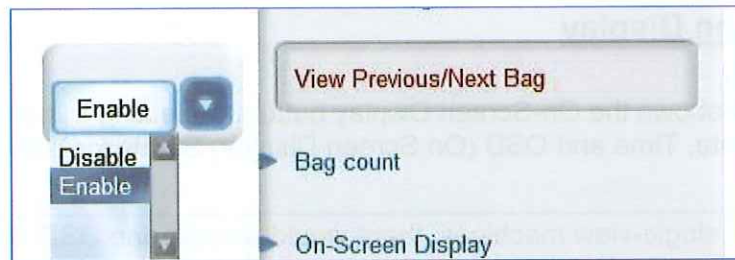 View Previous/Next Bag
Enable
Disable
Enable
Bag count
On-Screen Display